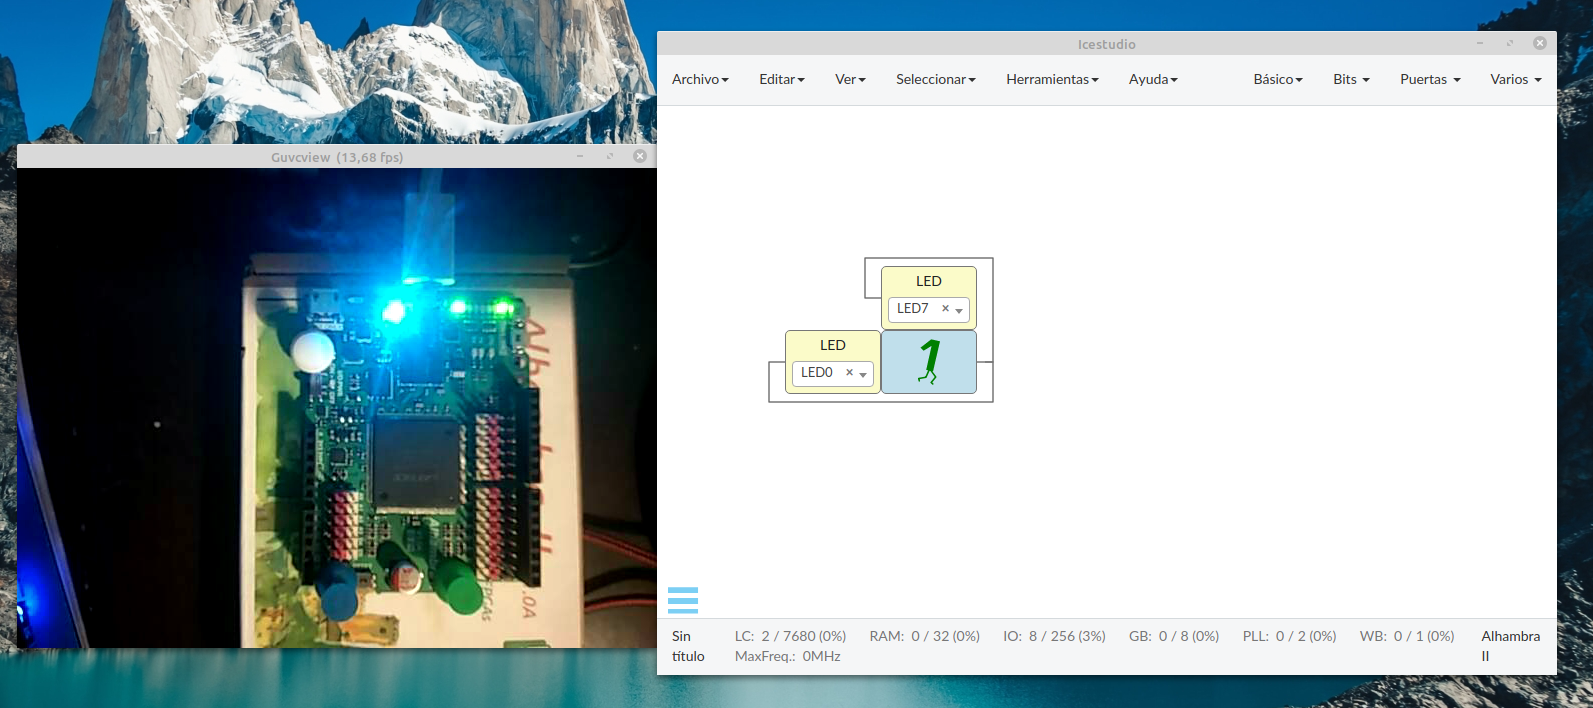 Icestudio
Archivo Editar Ver Seleccionar Herramientas Ayuda Básico Bits Puertas Varios
Guvcview (13,68 fps)
LED
LED7 ×
LED
LED0 ×
1
Sin título
LC: 2 / 7680 (0%) RAM: 0 / 32 (0%) IO: 8 / 256 (3%) GB: 0 / 8 (0%) PLL: 0 / 2 (0%) WB: 0 / 1 (0%)
MaxFreq.: 0MHz
Alhambra II